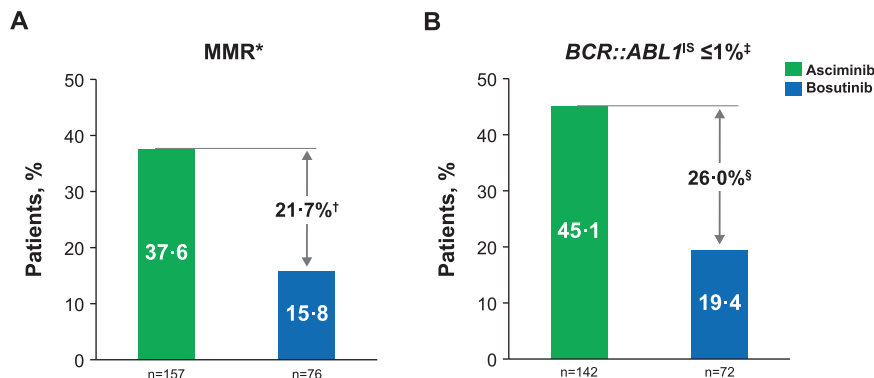 A
MMR*
50
40
30
20
10
0
Patients, %
37·6
21·7%†
15·8
n=157
n=76
B
BCR::ABL1ᴵˢ ≤1%‡
50
40
30
20
10
0
Patients, %
45·1
26·0%§
19·4
n=142
n=72
Asciminib
Bosutinib